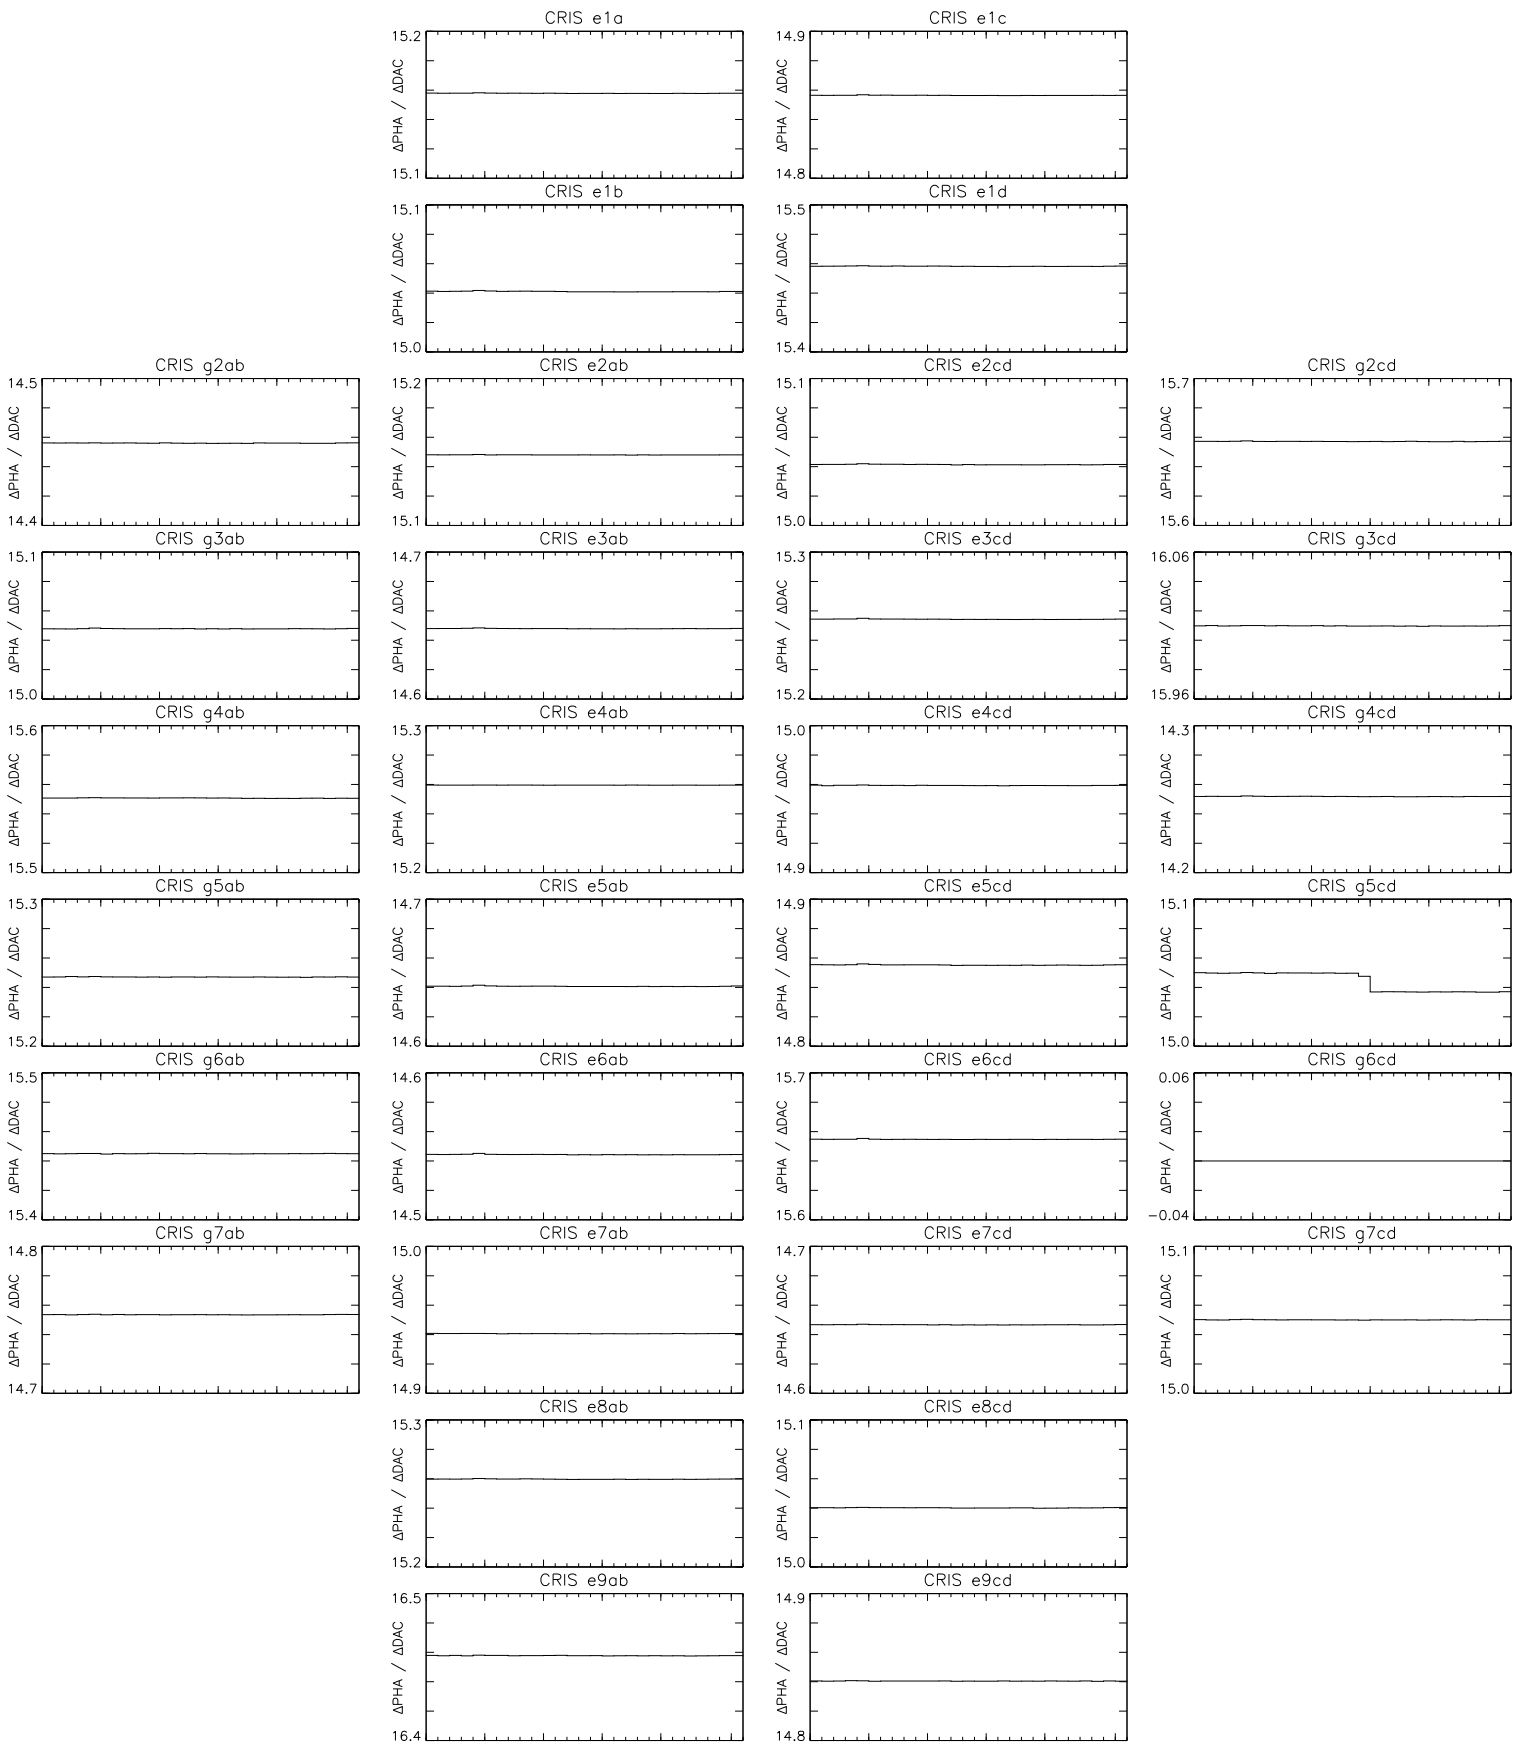 CRIS e1a
15.2
ΔPHA / ΔDAC
15.1
CRIS e1c
14.9
ΔPHA / ΔDAC
14.8
CRIS e1b
15.1
ΔPHA / ΔDAC
15.0
CRIS e1d
15.5
ΔPHA / ΔDAC
15.4
CRIS g2ab
14.5
ΔPHA / ΔDAC
14.4
CRIS e2ab
15.2
ΔPHA / ΔDAC
15.1
CRIS e2cd
15.1
ΔPHA / ΔDAC
15.0
CRIS g2cd
15.7
ΔPHA / ΔDAC
15.6
CRIS g3ab
15.1
ΔPHA / ΔDAC
15.0
CRIS e3ab
14.7
ΔPHA / ΔDAC
14.6
CRIS e3cd
15.3
ΔPHA / ΔDAC
15.2
CRIS g3cd
16.06
ΔPHA / ΔDAC
15.96
CRIS g4ab
15.6
ΔPHA / ΔDAC
15.5
CRIS e4ab
15.3
ΔPHA / ΔDAC
15.2
CRIS e4cd
15.0
ΔPHA / ΔDAC
14.9
CRIS g4cd
14.3
ΔPHA / ΔDAC
14.2
CRIS g5ab
15.3
ΔPHA / ΔDAC
15.2
CRIS e5ab
14.7
ΔPHA / ΔDAC
14.6
CRIS e5cd
14.9
ΔPHA / ΔDAC
14.8
CRIS g5cd
15.1
ΔPHA / ΔDAC
15.0
CRIS g6ab
15.5
ΔPHA / ΔDAC
15.4
CRIS e6ab
14.6
ΔPHA / ΔDAC
14.5
CRIS e6cd
15.7
ΔPHA / ΔDAC
15.6
CRIS g6cd
0.06
ΔPHA / ΔDAC
−0.04
CRIS g7ab
14.8
ΔPHA / ΔDAC
14.7
CRIS e7ab
15.0
ΔPHA / ΔDAC
14.9
CRIS e7cd
14.7
ΔPHA / ΔDAC
14.6
CRIS g7cd
15.1
ΔPHA / ΔDAC
15.0
CRIS e8ab
15.3
ΔPHA / ΔDAC
15.2
CRIS e8cd
15.1
ΔPHA / ΔDAC
15.0
CRIS e9ab
16.5
ΔPHA / ΔDAC
16.4
CRIS e9cd
14.9
ΔPHA / ΔDAC
14.8